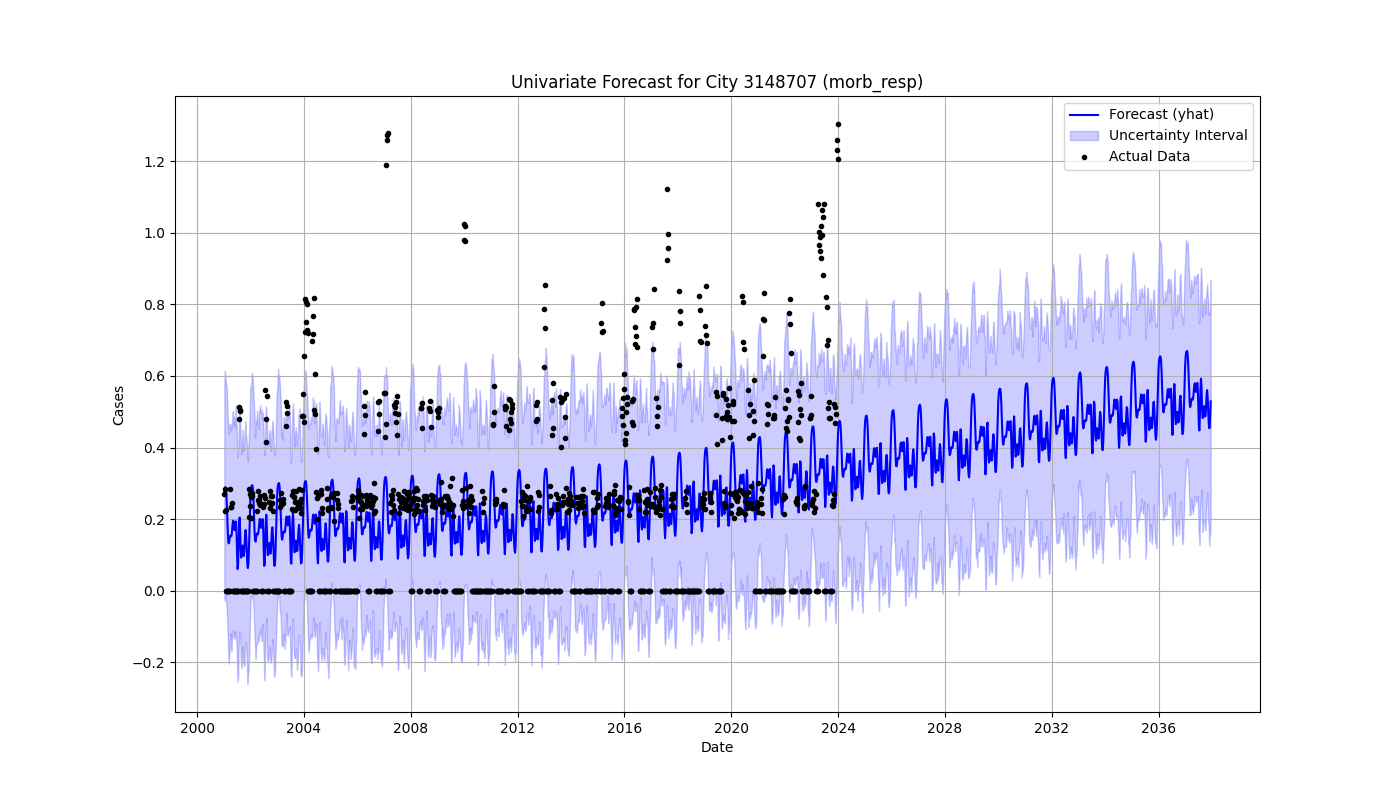 Univariate Forecast for City 3148707 (morb_resp)
Forecast (yhat)
Uncertainty Interval
Actual Data
Cases
1.2
1.0
0.8
0.6
0.4
0.2
0.0
−0.2
2000 2004 2008 2012 2016 2020 2024 2028 2032 2036
Date